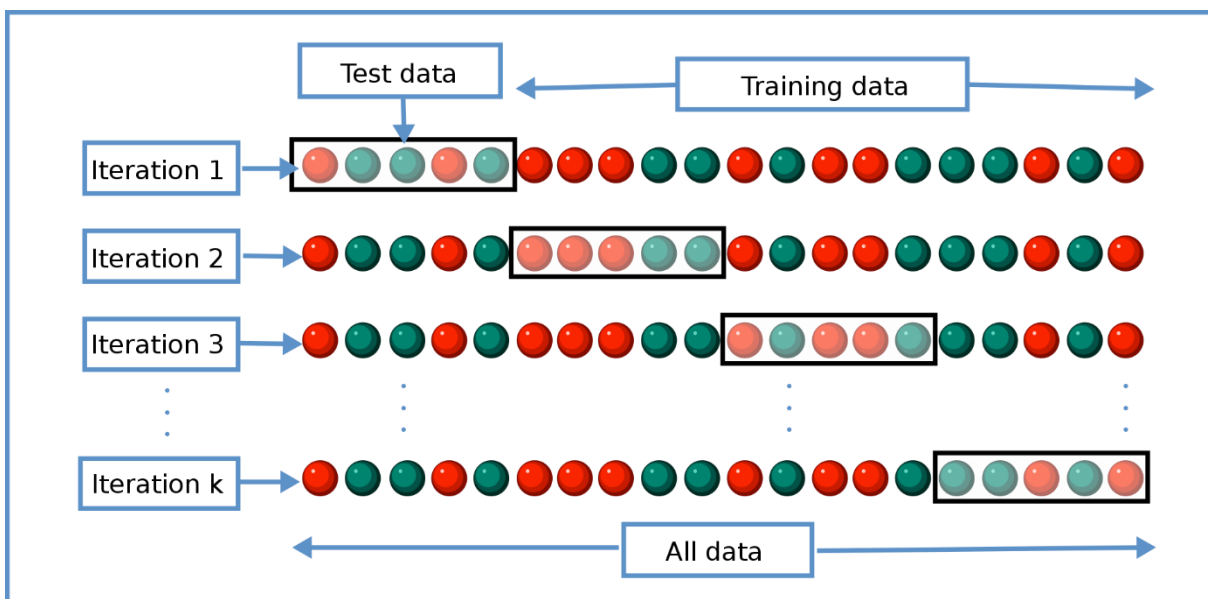 Test data
Training data
Iteration 1
Iteration 2
Iteration 3
Iteration k
All data